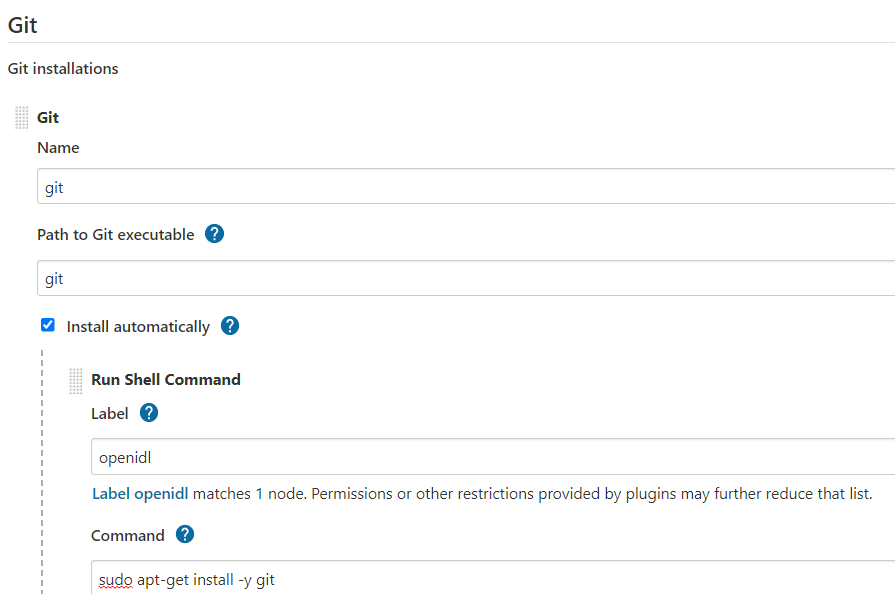 Git
Git installations
Git
Name
git
Path to Git executable ?
git
Install automatically ?
Run Shell Command
Label ?
openidl
Label openidl matches 1 node. Permissions or other restrictions provided by plugins may further reduce that list.
Command ?
sudo apt-get install -y git